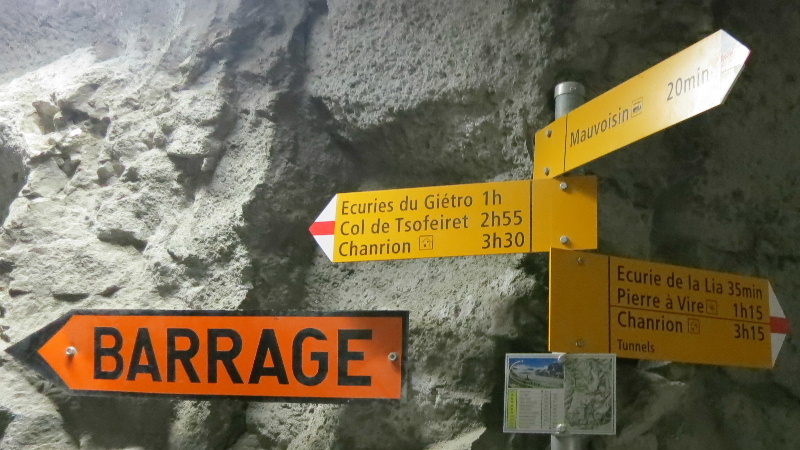 Mauvoisin 20min
Ecuries du Giétro 1h
Col de Tsofeiret 2h55
Chanrion 3h30
Ecurie de la Lia 35min
Pierre à Vire 1h15
Chanrion 3h15
Tunnels
BARRAGE